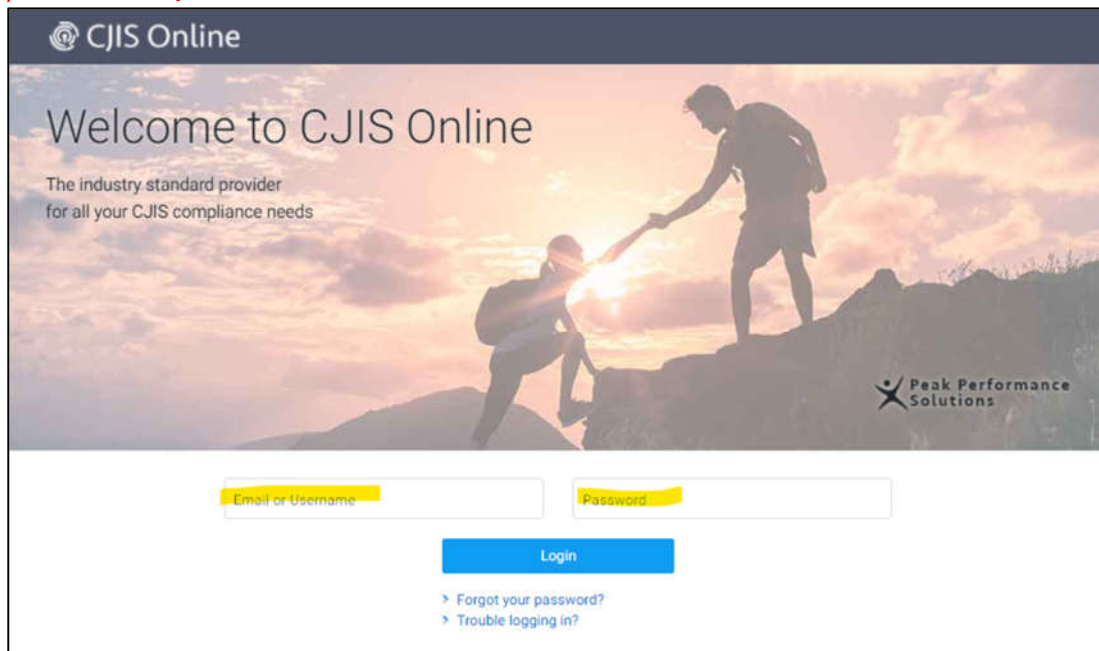 CJIS Online
Welcome to CJIS Online
The industry standard provider
for all your CJIS compliance needs
Peak Performance
Solutions
Email or Username
Password
Login
Forgot your password?
Trouble logging in?